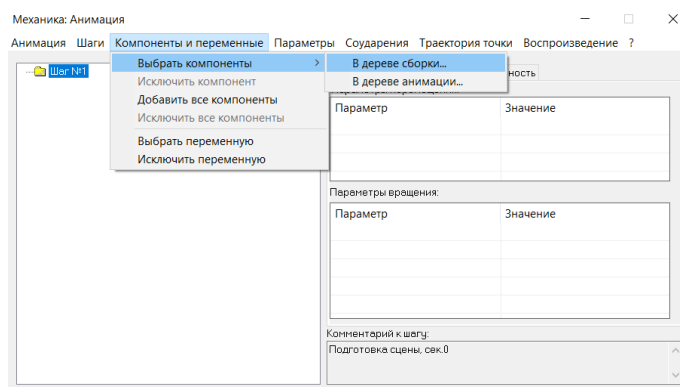 Механика: Анимация
Анимация Шаги Компоненты и переменные Параметры Соударения Траектория точки Воспроизведение ?
Шаг №1
Выбрать компоненты
В дереве сборки...
ность
Исключить компонент
В дереве анимации...
Добавить все компоненты
Исключить все компоненты
Выбрать переменную
Исключить переменную
Параметр Значение
Параметры вращения:
Параметр Значение
Комментарий к шагу:
Подготовка сцены, сек.0